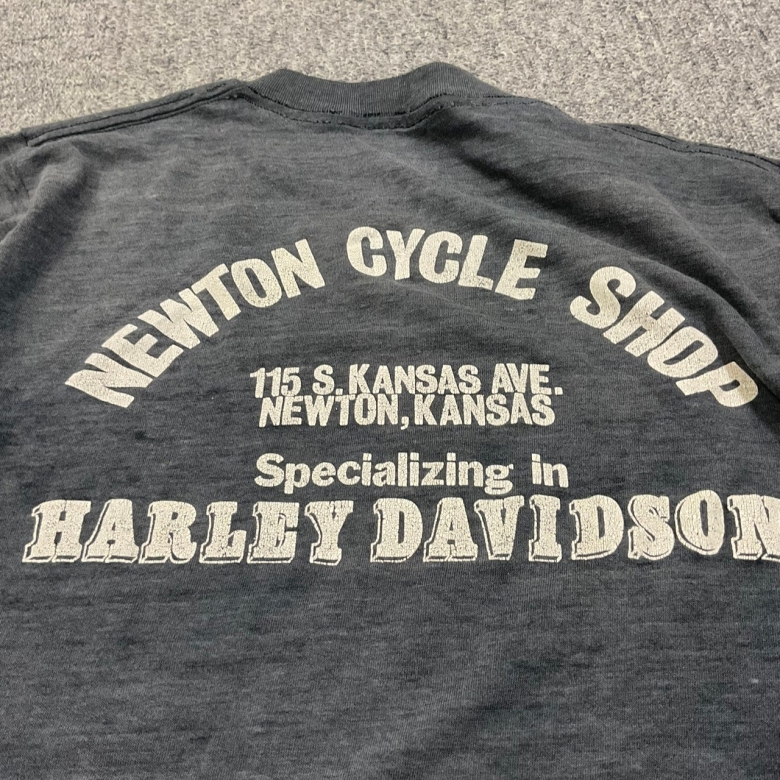 NEWTON CYCLE SHOP
115 S. KANSAS AVE.
NEWTON, KANSAS
Specializing in
HARLEY DAVIDSON